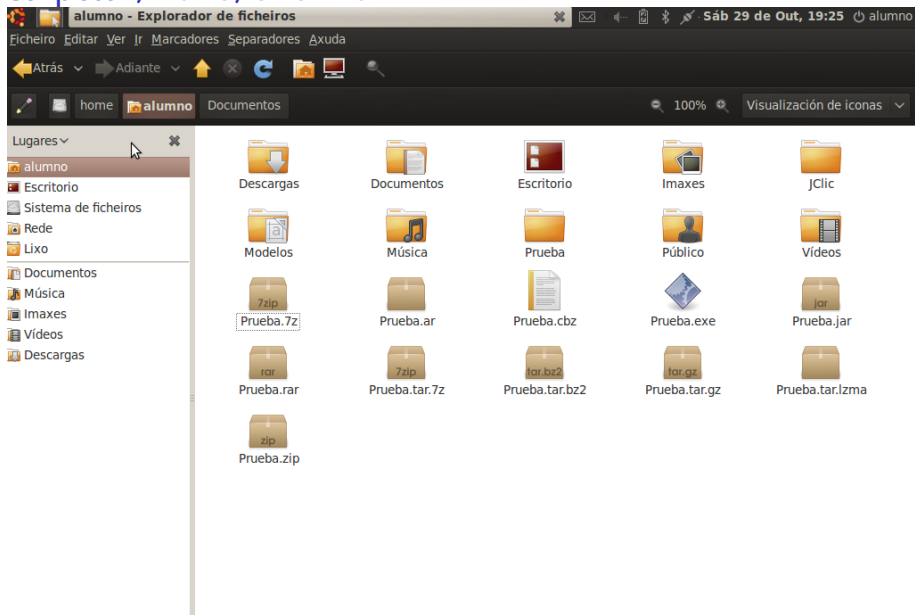 alumno - Explorador de ficheiros
Sáb 29 de Out, 19:25 alumno
Ficheiro Editar Ver Ir Marcadores Separadores Axuda
Atrás Adiante
home alumno Documentos 100% Visualización de iconas
Lugares
alumno
Escritorio
Sistema de ficheiros
Rede
Lixo
Documentos
Música
Imaxes
Vídeos
Descargas
Descargas Documentos Escritorio Imaxes JClic
Modelos Música Prueba Público Vídeos
7zip jar
Prueba.7z Prueba.ar Prueba.cbz Prueba.exe Prueba.jar
rar 7zip tar.bz2 tar.gz
Prueba.rar Prueba.tar.7z Prueba.tar.bz2 Prueba.tar.gz Prueba.tar.lzma
zip
Prueba.zip